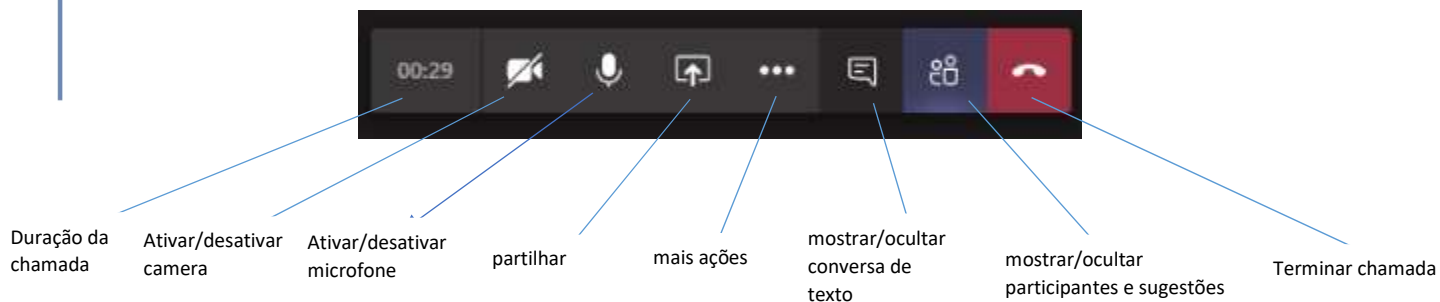 00:29
Duração da
chamada
Ativar/desativar
camera
Ativar/desativar
microfone
partilhar
mais ações
mostrar/ocultar
conversa de
texto
mostrar/ocultar
participantes e sugestões
Terminar chamada